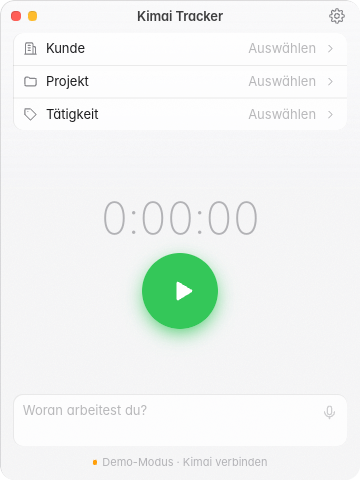 Kimai Tracker
Kunde Auswählen
Projekt Auswählen
Tätigkeit Auswählen
0:00:00
Woran arbeitest du?
Demo-Modus · Kimai verbinden